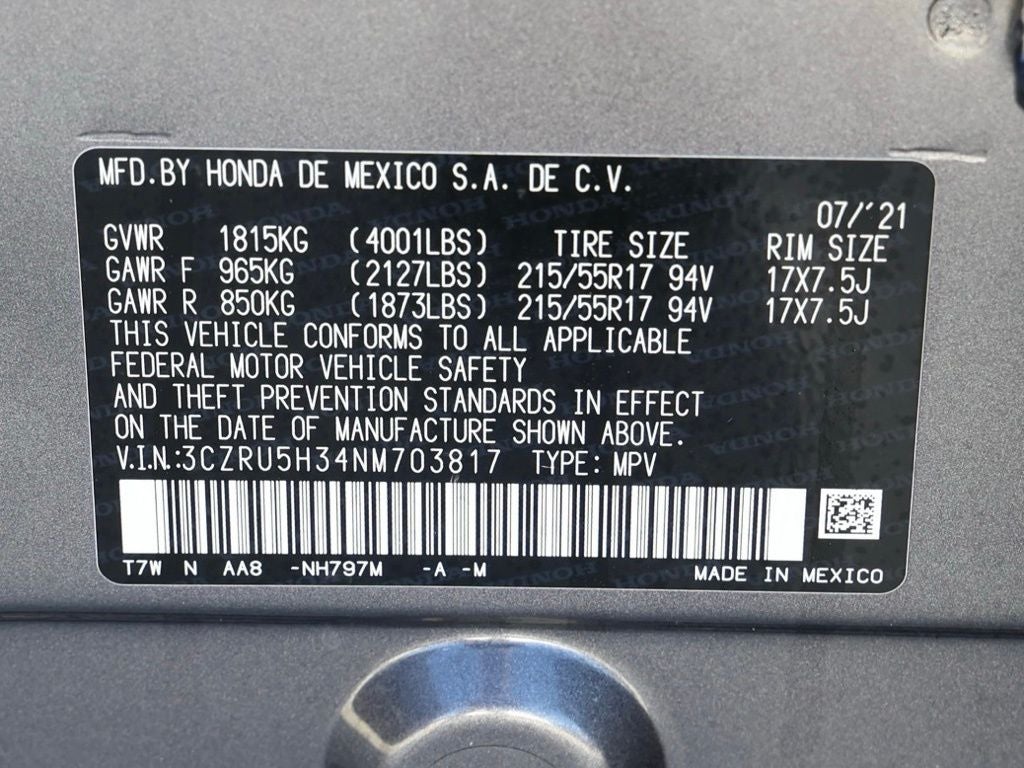 MFD.BY HONDA DE MEXICO S.A. DE C.V.
07/'21
GVWR 1815KG (4001LBS) TIRE SIZE RIM SIZE
GAWR F 965KG (2127LBS) 215/55R17 94V 17X7.5J
GAWR R 850KG (1873LBS) 215/55R17 94V 17X7.5J
THIS VEHICLE CONFORMS TO ALL APPLICABLE
FEDERAL MOTOR VEHICLE SAFETY
AND THEFT PREVENTION STANDARDS IN EFFECT
ON THE DATE OF MANUFACTURE SHOWN ABOVE.
V.I.N.:3CZRU5H34NM703817 TYPE: MPV
T7W N AA8 -NH797M -A -M MADE IN MEXICO